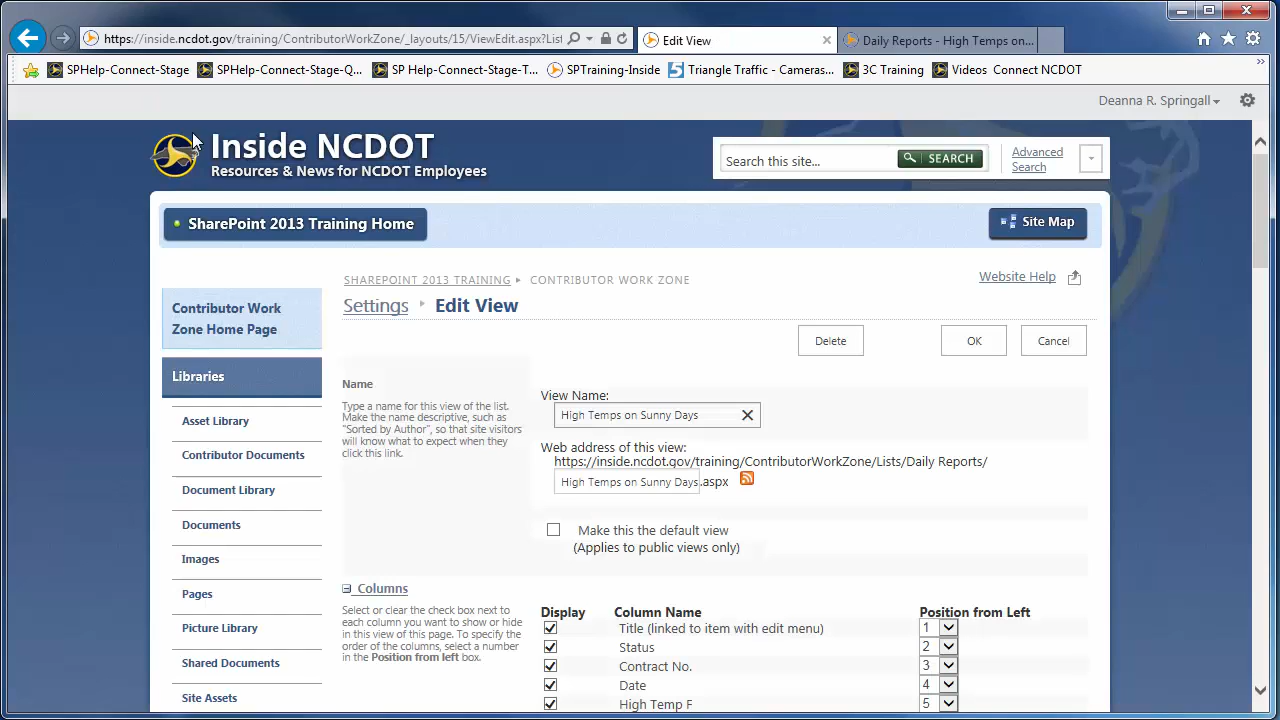 https://inside.ncdot.gov/training/ContributorWorkZone/_layouts/15/ViewEdit.aspx?List
Edit View
Daily Reports - High Temps on...
SPHelp-Connect-Stage
SPHelp-Connect-Stage-Q...
SP Help-Connect-Stage-T...
SPTraining-Inside
Triangle Traffic - Cameras...
3C Training
Videos Connect NCDOT
Deanna R. Springall
Inside NCDOT
Resources & News for NCDOT Employees
Search this site...
SEARCH
Advanced
Search
SharePoint 2013 Training Home
Site Map
SHAREPOINT 2013 TRAINING
CONTRIBUTOR WORK ZONE
Website Help
Settings
Edit View
Contributor Work
Zone Home Page
Libraries
Asset Library
Contributor Documents
Document Library
Documents
Images
Pages
Picture Library
Shared Documents
Site Assets
Delete
OK
Cancel
Name
Type a name for this view of the list.
Make the name descriptive, such as
"Sorted by Author", so that site visitors
will know what to expect when they
click this link.
View Name:
High Temps on Sunny Days
Web address of this view:
https://inside.ncdot.gov/training/ContributorWorkZone/Lists/Daily Reports/
High Temps on Sunny Days .aspx
Make this the default view
(Applies to public views only)
Columns
Select or clear the check box next to
each column you want to show or hide
in this view of this page. To specify the
order of the columns, select a number
in the Position from left box.
Display Column Name Position from Left
Title (linked to item with edit menu) 1
Status 2
Contract No. 3
Date 4
High Temp F 5